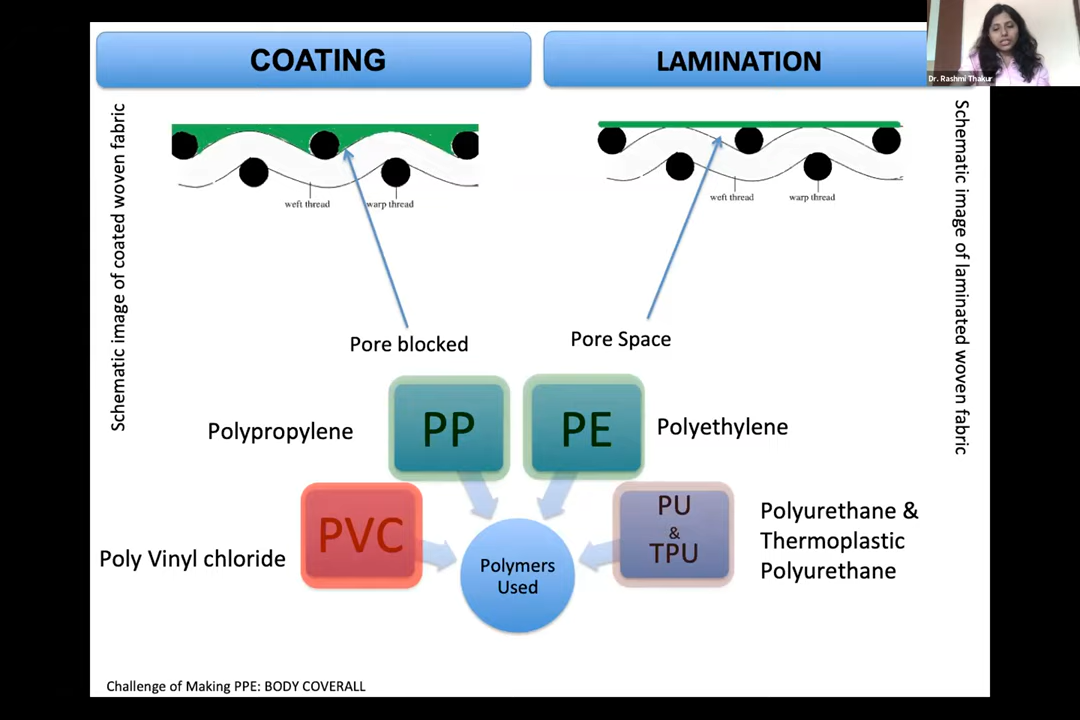 COATING
LAMINATION
Dr. Rashmi Thakur
Schematic image of coated woven fabric
weft thread
warp thread
weft thread
warp thread
Schematic image of laminated woven fabric
Pore blocked
Pore Space
Polypropylene
PP
PE
Polyethylene
Poly Vinyl chloride
PVC
Polymers
Used
PU
&
TPU
Polyurethane &
Thermoplastic
Polyurethane
Challenge of Making PPE: BODY COVERALL